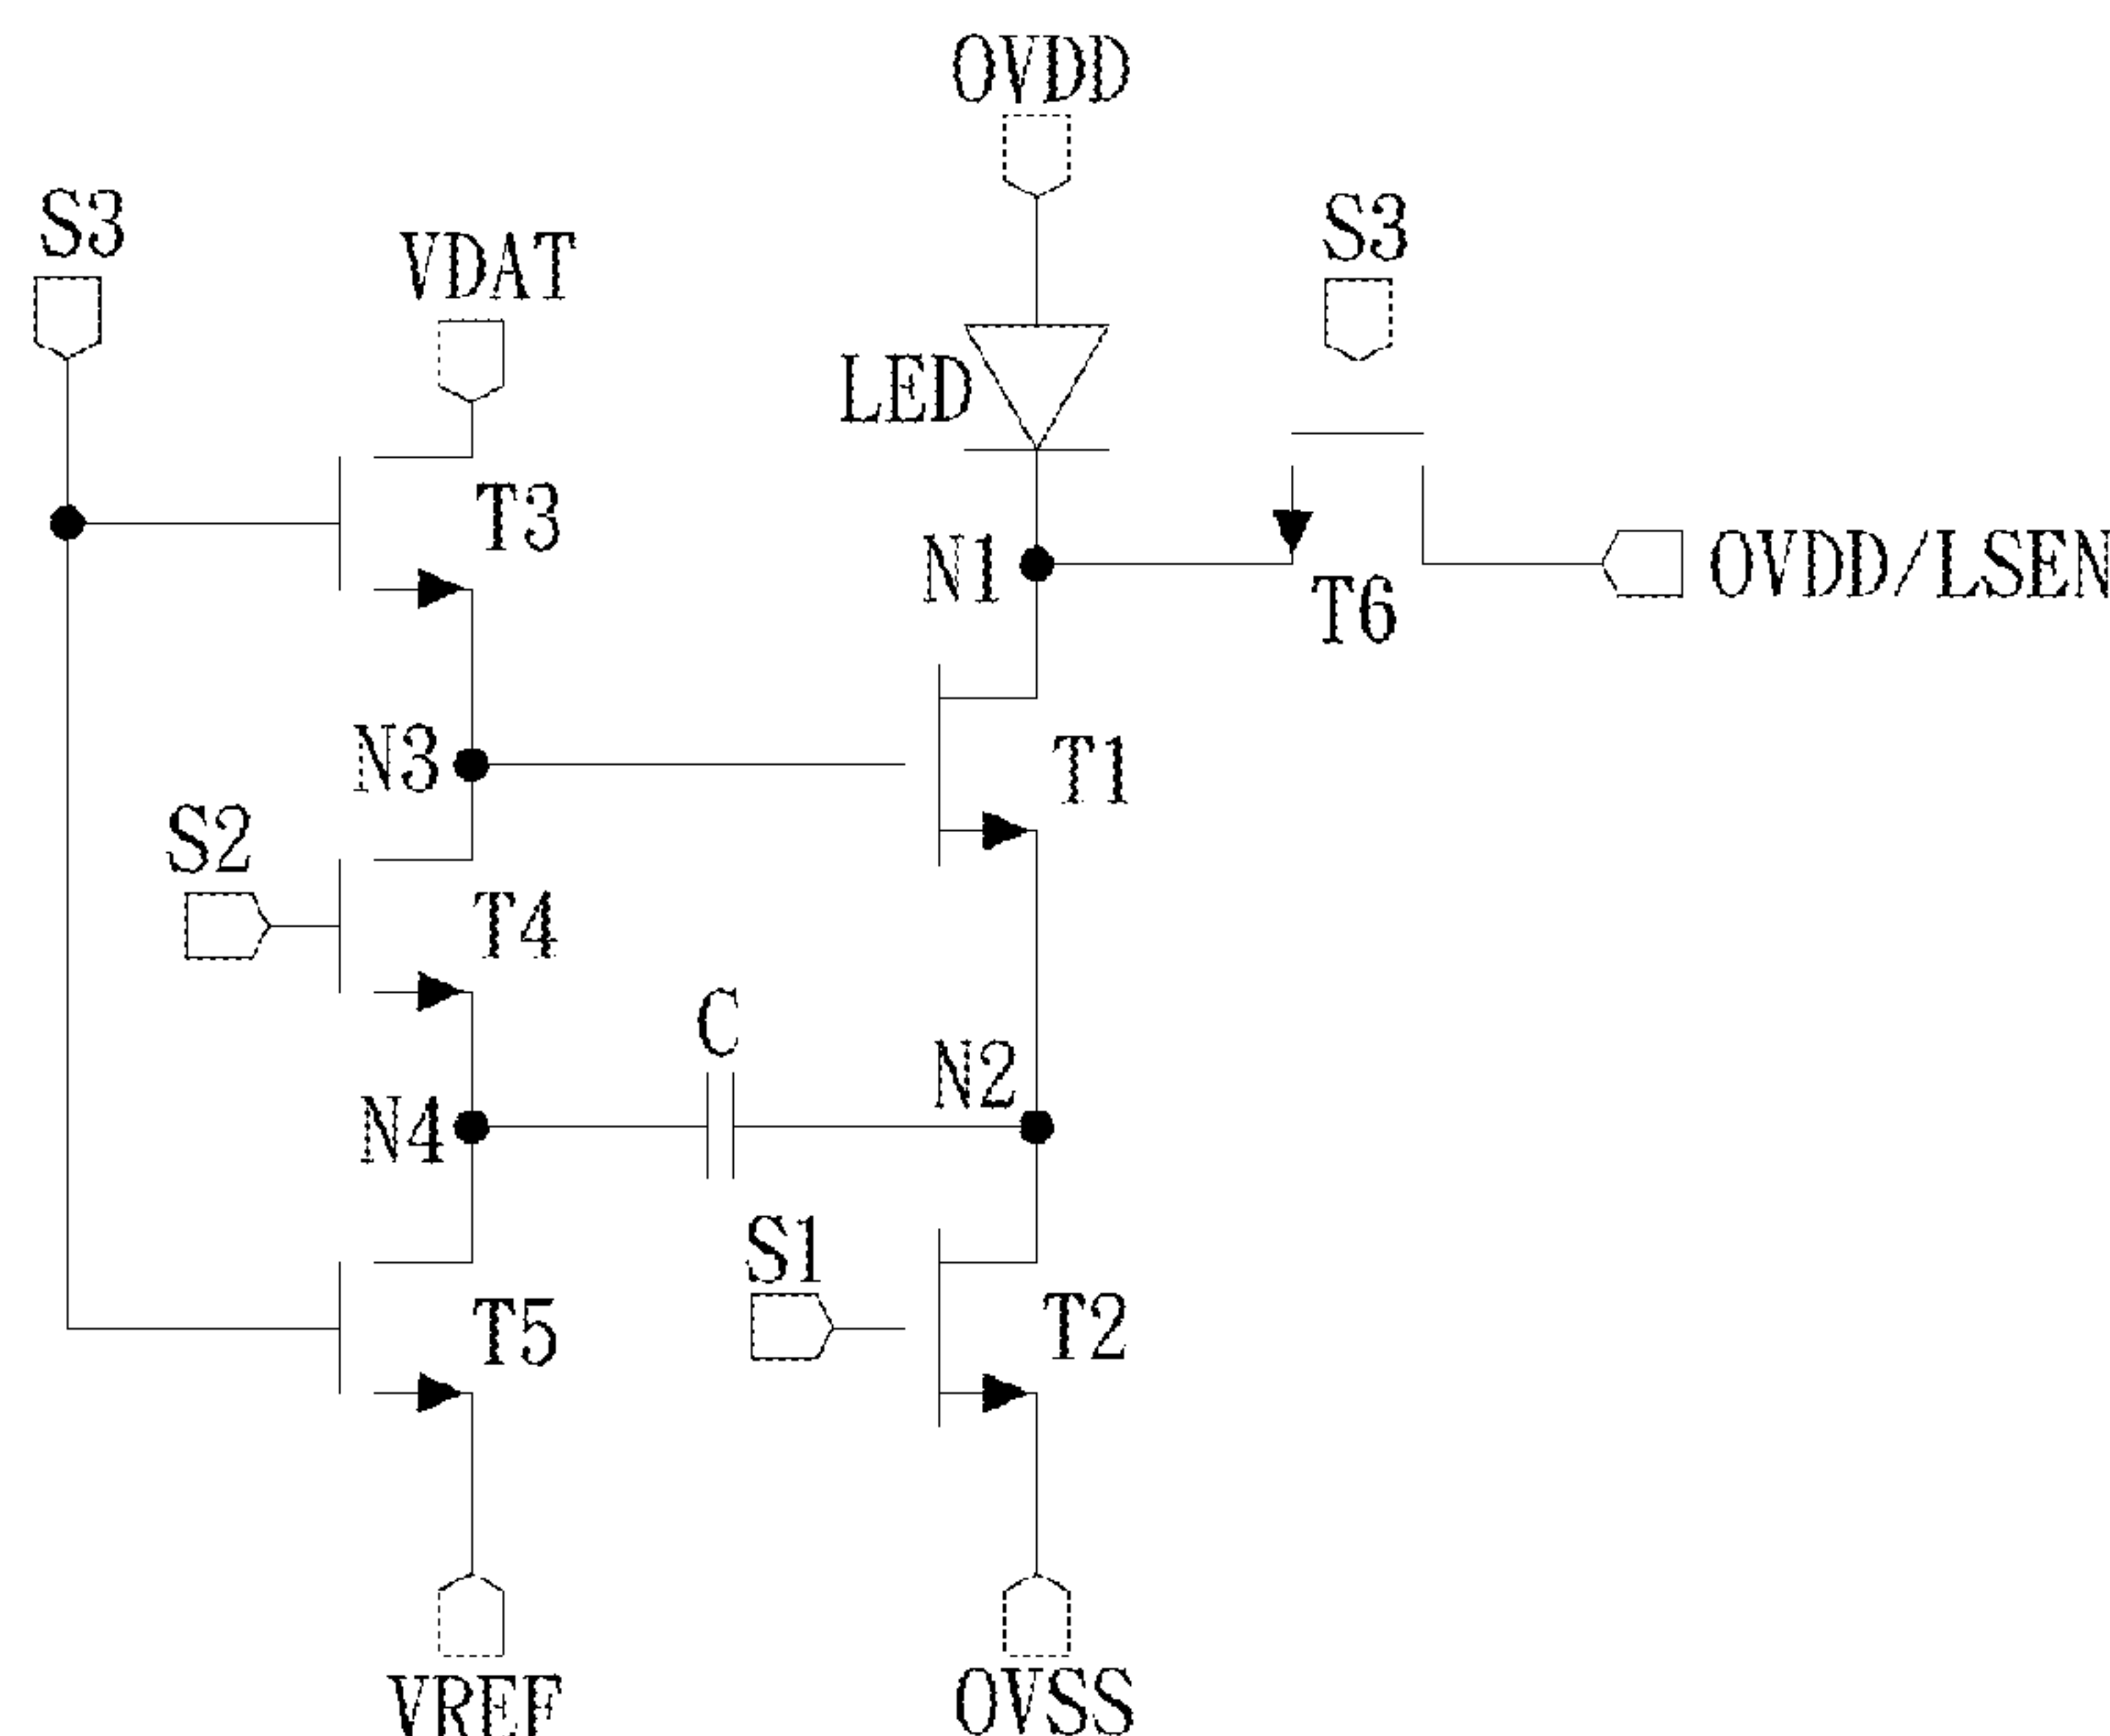 OVDD
S3
VDAT
S3
LED
T3
N1
OVDD/LSEN
T6
N3
T1
S2
T4
C
N2
N4
S1
T5
T2
VREF
OVSS